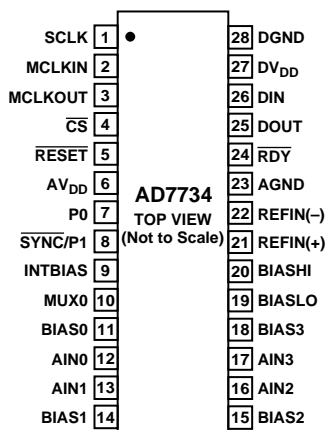 SCLK 1 28 DGND
MCLKIN 2 27 DVDD
MCLKOUT 3 26 DIN
CS 4 25 DOUT
RESET 5 24 RDY
AVDD 6 23 AGND
AD7734
P0 7 TOP VIEW 22 REFIN(–)
SYNC/P1 8 (Not to Scale) 21 REFIN(+)
INTBIAS 9 20 BIASHI
MUX0 10 19 BIASLO
BIAS0 11 18 BIAS3
AIN0 12 17 AIN3
AIN1 13 16 AIN2
BIAS1 14 15 BIAS2